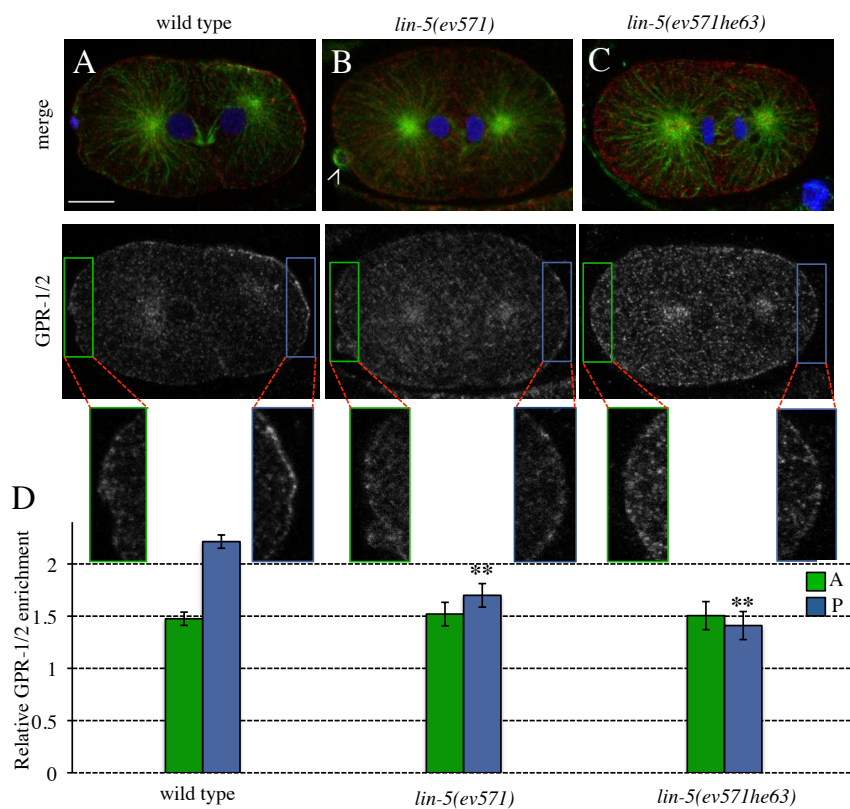 wild type
lin-5(ev571)
lin-5(ev571he63)
A
B
C
merge
GPR-1/2
D
Relative GPR-1/2 enrichment
2
1.5
1
0.5
0
**
**
A
P
wild type
lin-5(ev571)
lin-5(ev571he63)